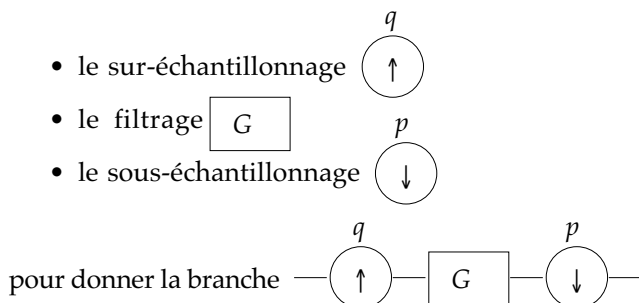 q
• le sur-échantillonnage ↑
• le filtrage G
p
• le sous-échantillonnage ↓
q p
pour donner la branche ↑ G ↓